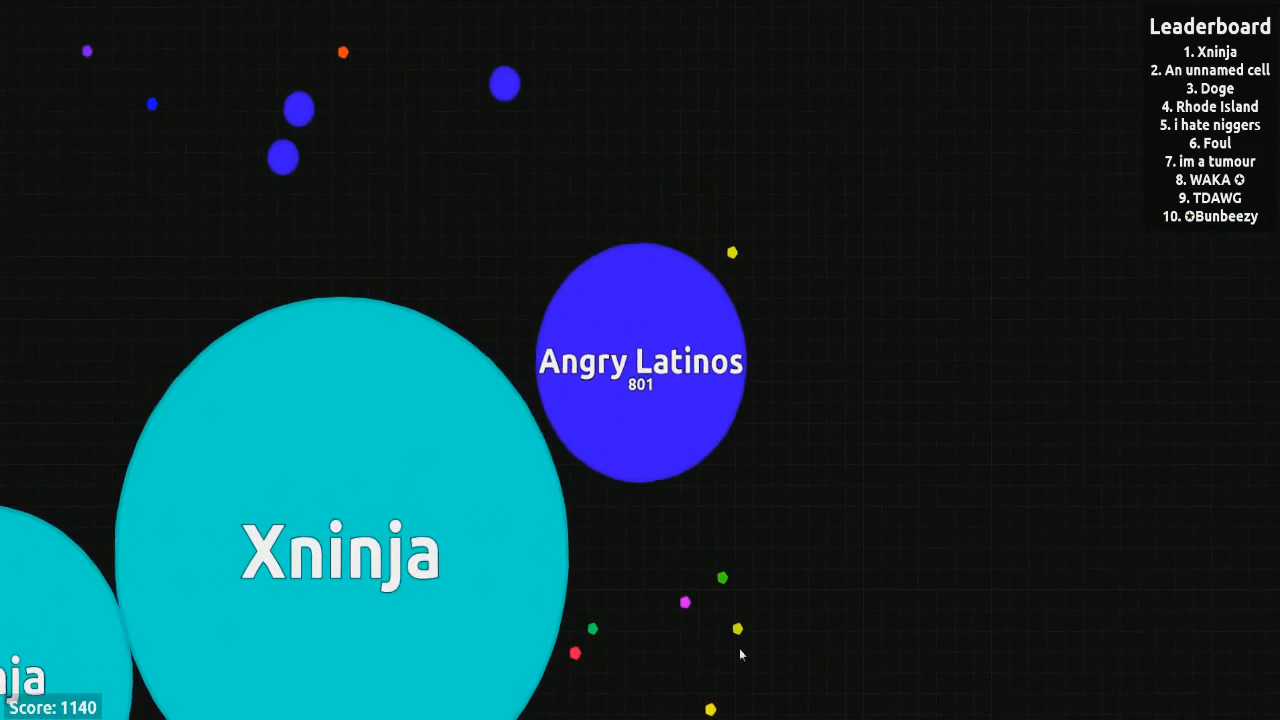 Leaderboard
1. Xninja
2. An unnamed cell
3. Doge
4. Rhode Island
5. i hate niggers
6. Foul
7. im a tumour
8. WAKA ✪
9. TDAWG
10. ✪Bunbeezy
Angry Latinos
801
Xninja
nja
Score: 1140